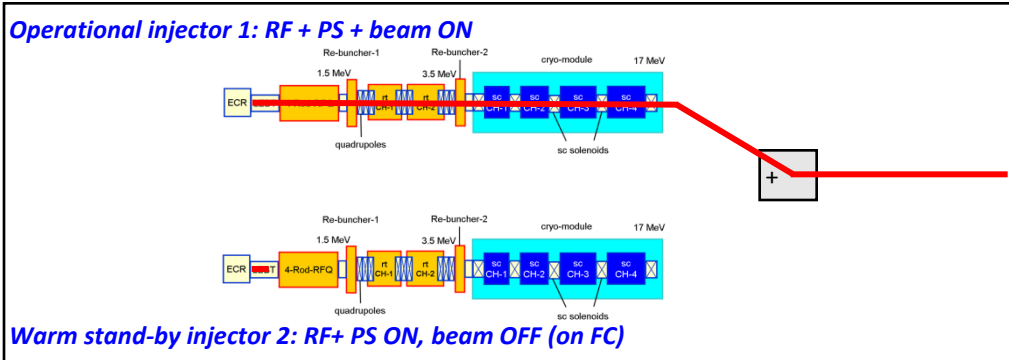 Operational injector 1: RF + PS + beam ON
Re-buncher-1 Re-buncher-2
1.5 MeV 3.5 MeV cryo-module 17 MeV
ECR rt CH-1 rt CH-2 sc CH-1 sc CH-2 sc CH-3 sc CH-4
quadrupoles
sc solenoids
+
Re-buncher-1 Re-buncher-2
1.5 MeV 3.5 MeV cryo-module 17 MeV
ECR 4-Rod-RFQ rt CH-1 rt CH-2 sc CH-1 sc CH-2 sc CH-3 sc CH-4
quadrupoles
sc solenoids
Warm stand-by injector 2: RF+ PS ON, beam OFF (on FC)